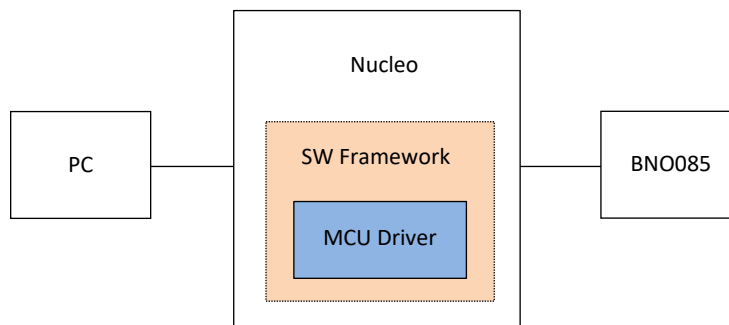 Nucleo
PC
SW Framework
BNO085
MCU Driver